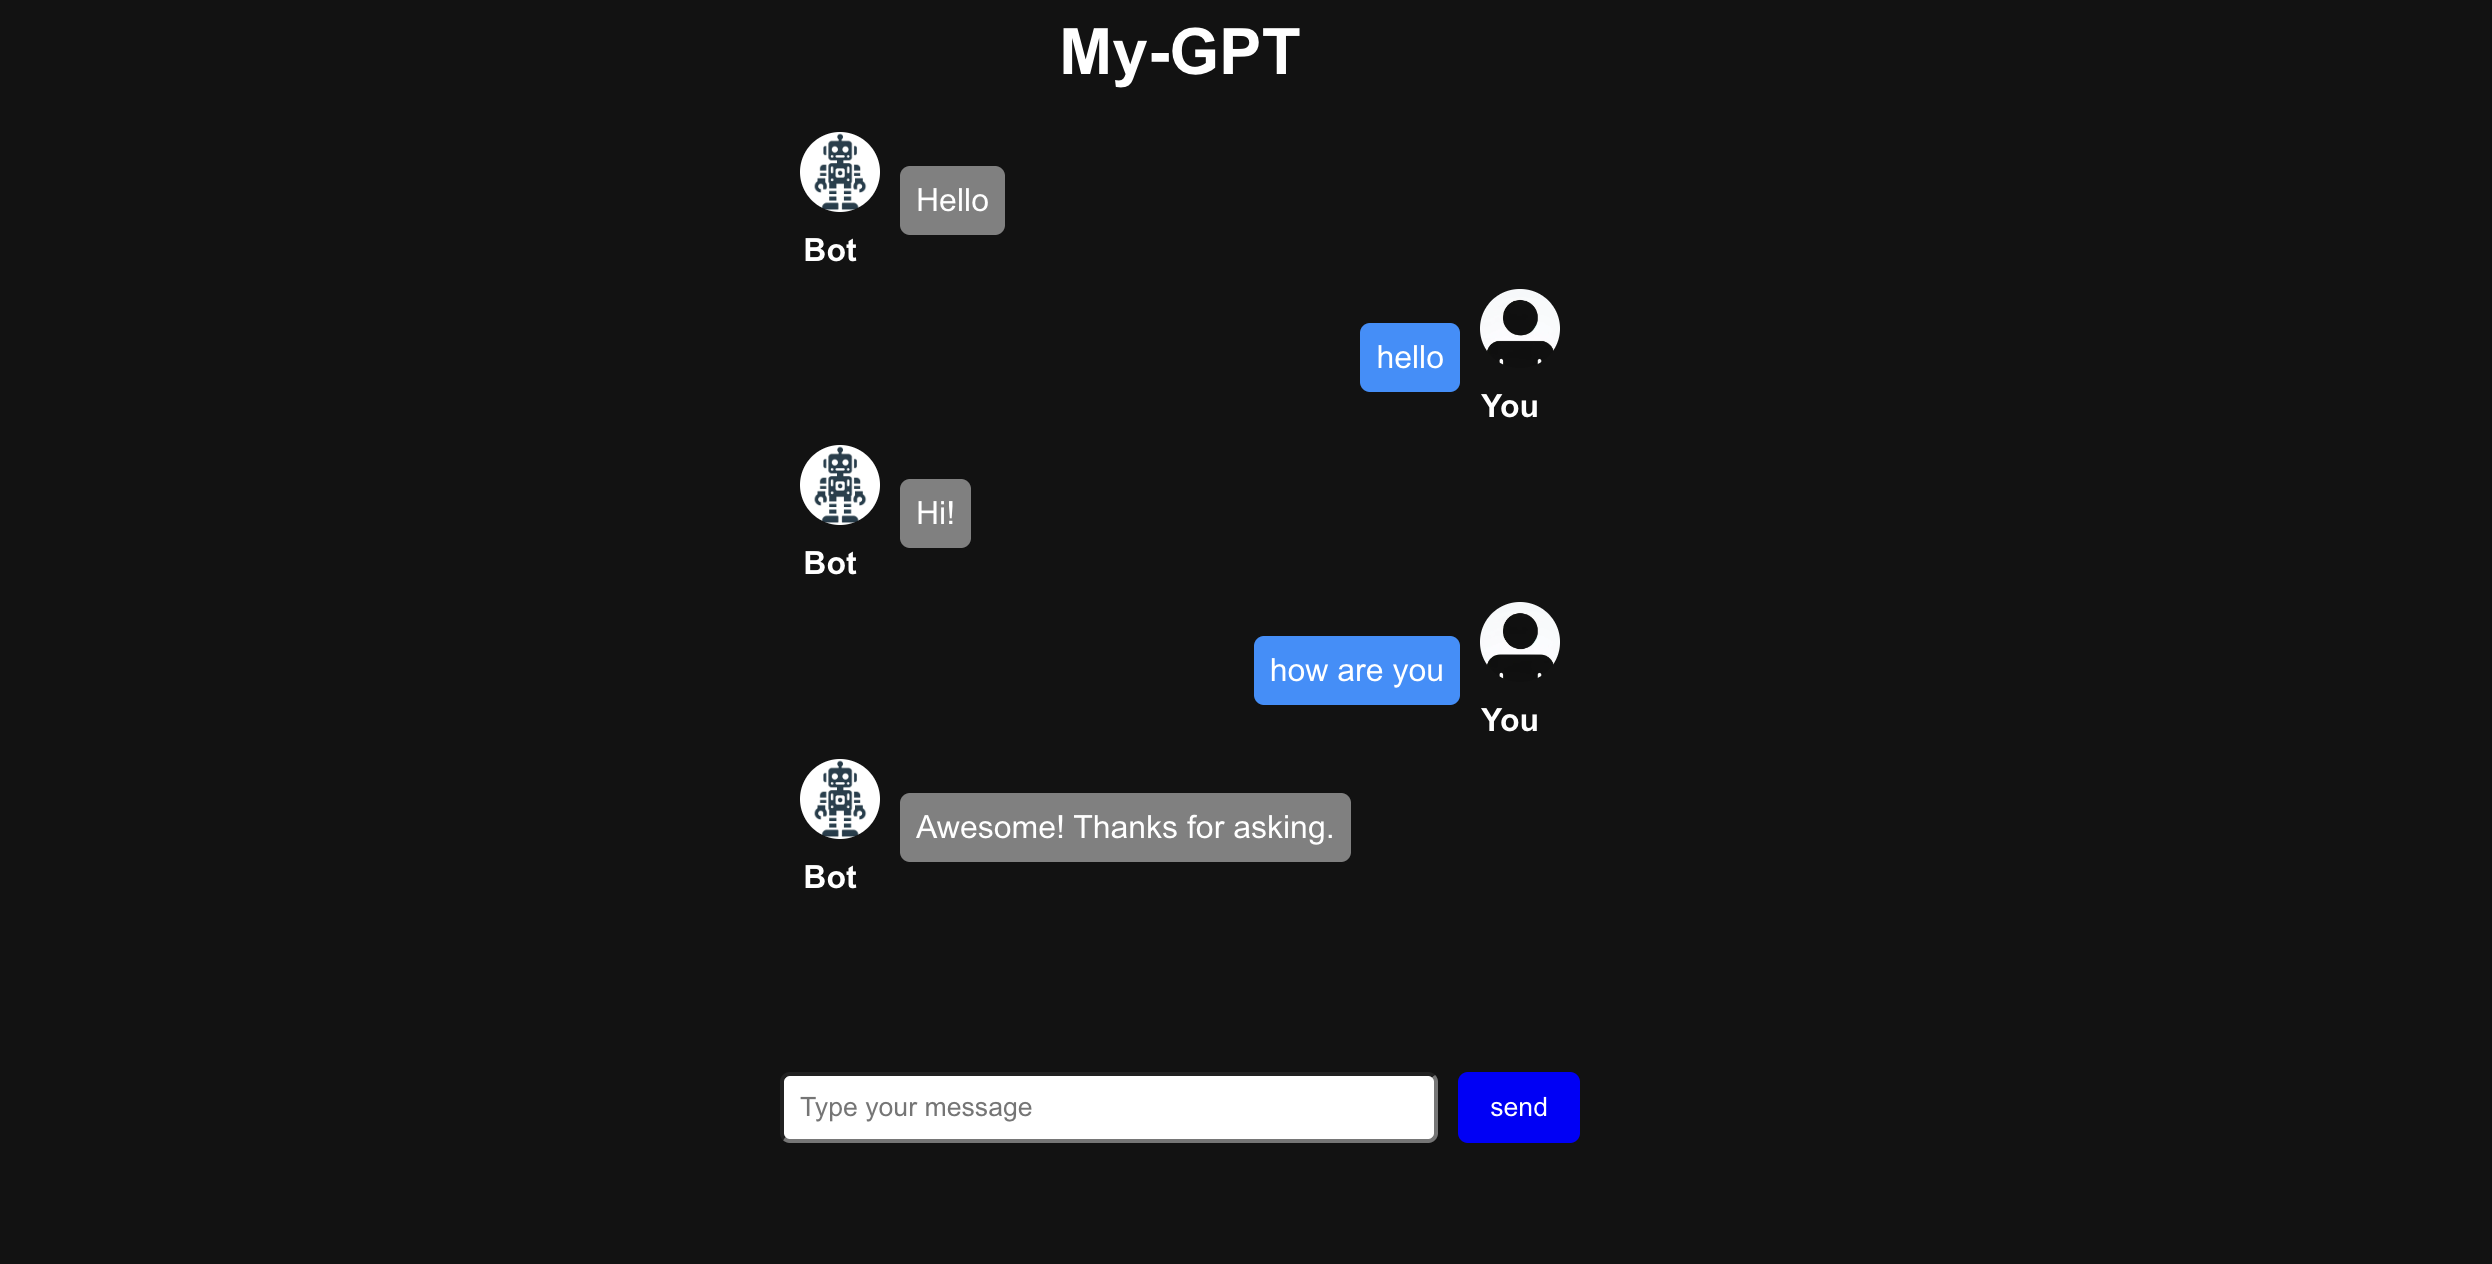 My-GPT
Hello
Bot
hello
You
Hi!
Bot
how are you
You
Awesome! Thanks for asking.
Bot
Type your message
send